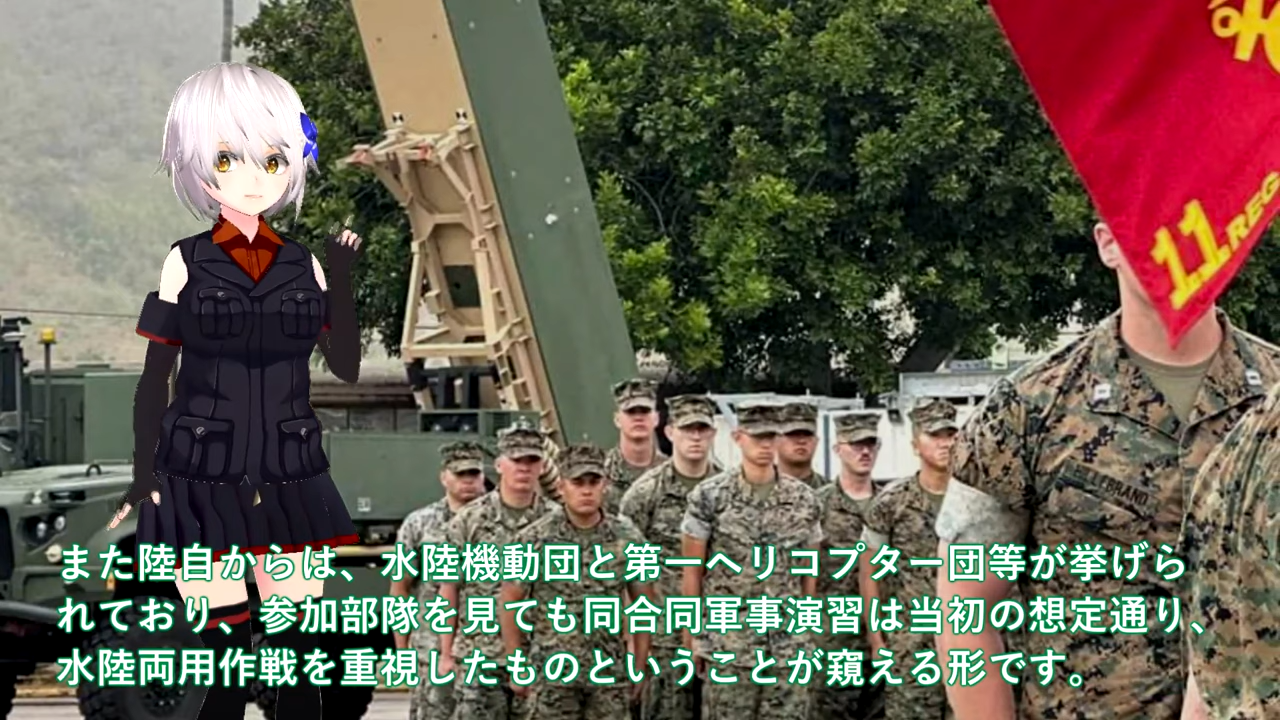 11
REG
また陸自からは、水陸機動団と第一ヘリコプター団等が挙げら
れており、参加部隊を見ても同合同軍事演習は当初の想定通り、
水陸両用作戦を重視したものということが窺える形です。